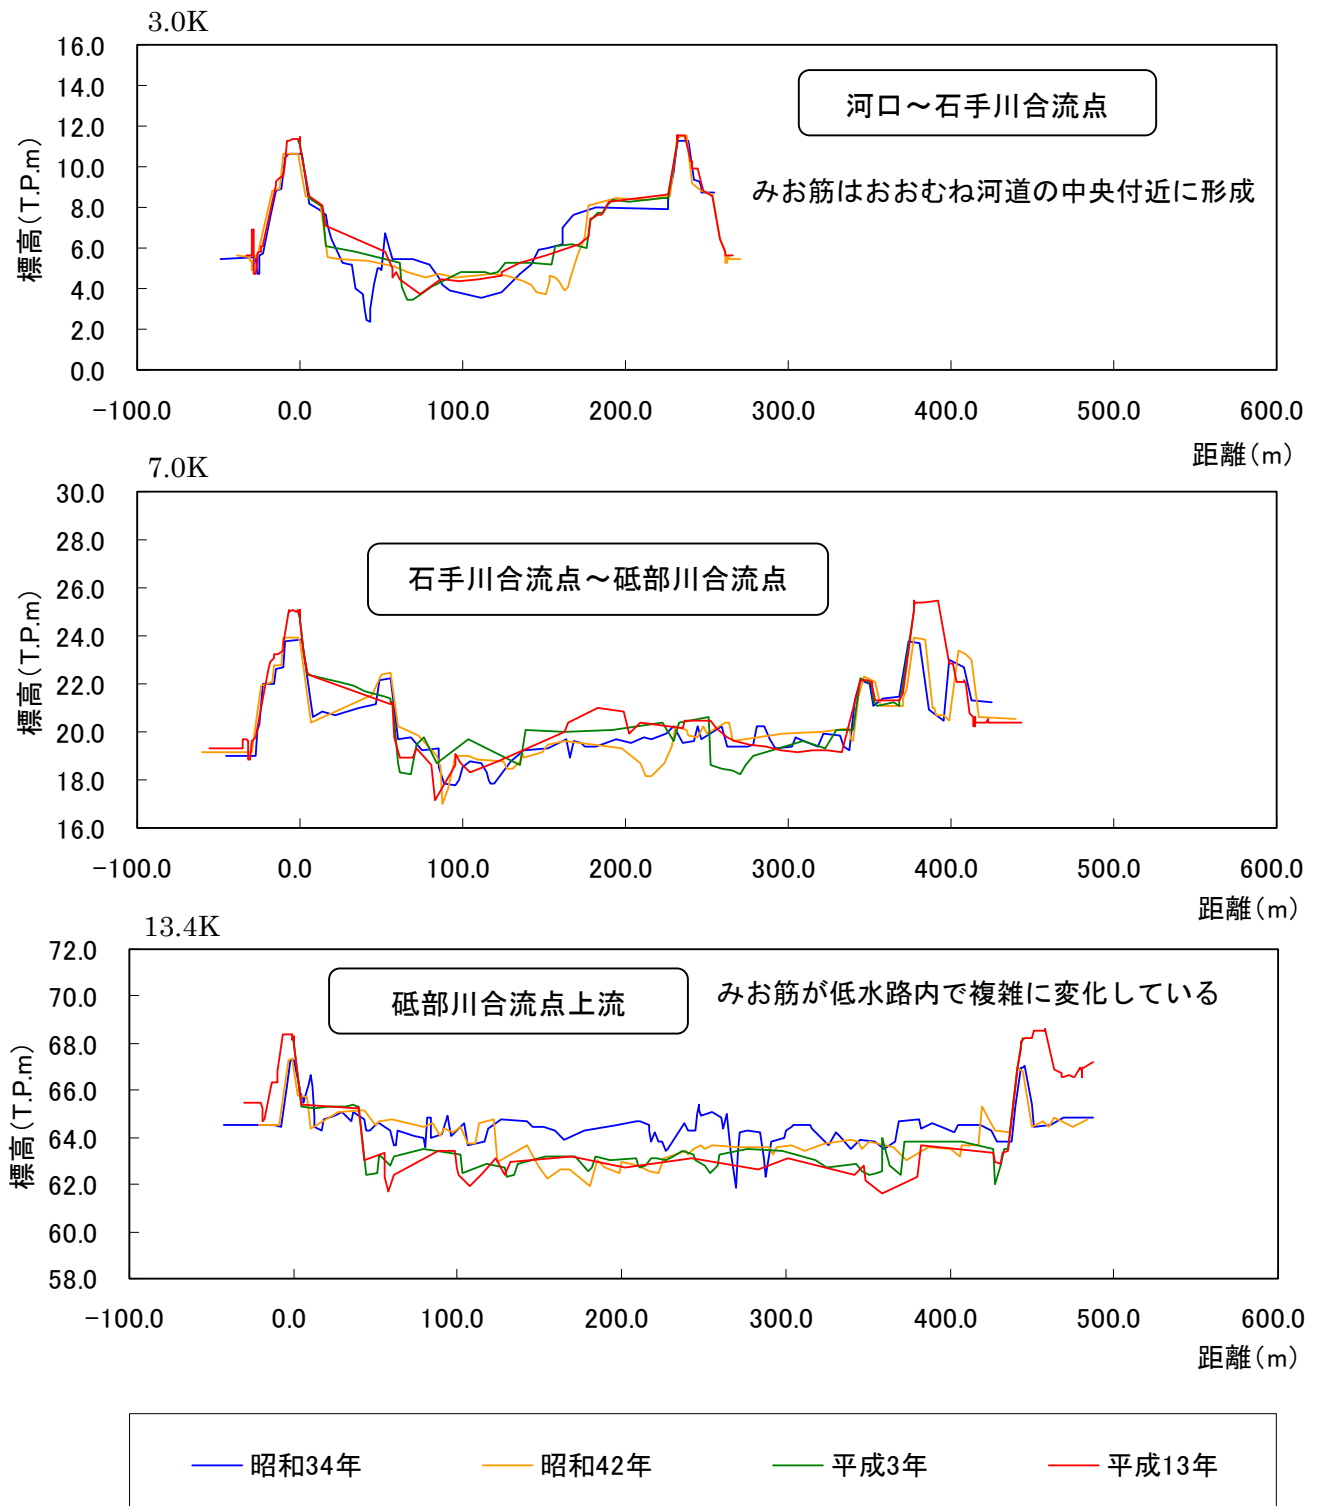 3.0K
16.0
14.0
12.0
10.0
8.0
6.0
4.0
2.0
0.0
標高(T.P.m)
河口～石手川合流点
みお筋はおおむね河道の中央付近に形成
-100.0 0.0 100.0 200.0 300.0 400.0 500.0 600.0
距離(m)
7.0K
30.0
28.0
26.0
24.0
22.0
20.0
18.0
16.0
標高(T.P.m)
石手川合流点～砥部川合流点
-100.0 0.0 100.0 200.0 300.0 400.0 500.0 600.0
距離(m)
13.4K
72.0
70.0
68.0
66.0
64.0
62.0
60.0
58.0
標高(T.P.m)
砥部川合流点上流
みお筋が低水路内で複雑に変化している
-100.0 0.0 100.0 200.0 300.0 400.0 500.0 600.0
距離(m)
昭和34年 昭和42年 平成3年 平成13年